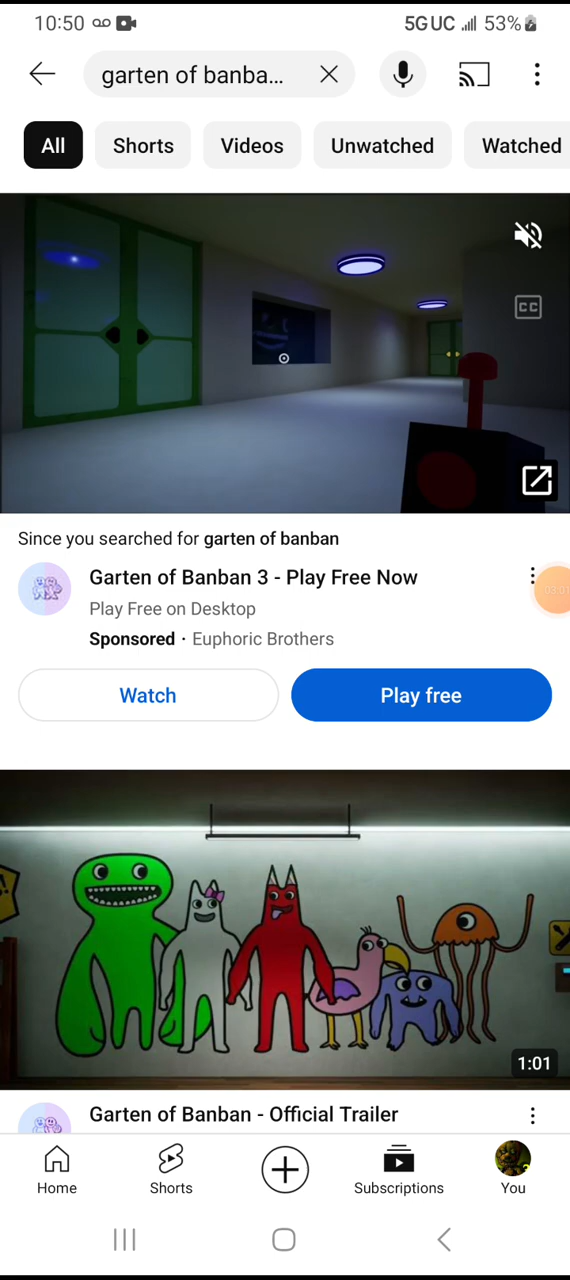 10:50
5G UC
53%
garten of banba...
All
Shorts
Videos
Unwatched
Watched
CC
Since you searched for garten of banban
Garten of Banban 3 - Play Free Now
Play Free on Desktop
Sponsored · Euphoric Brothers
Watch
Play free
1:01
Garten of Banban - Official Trailer
Home
Shorts
Subscriptions
You